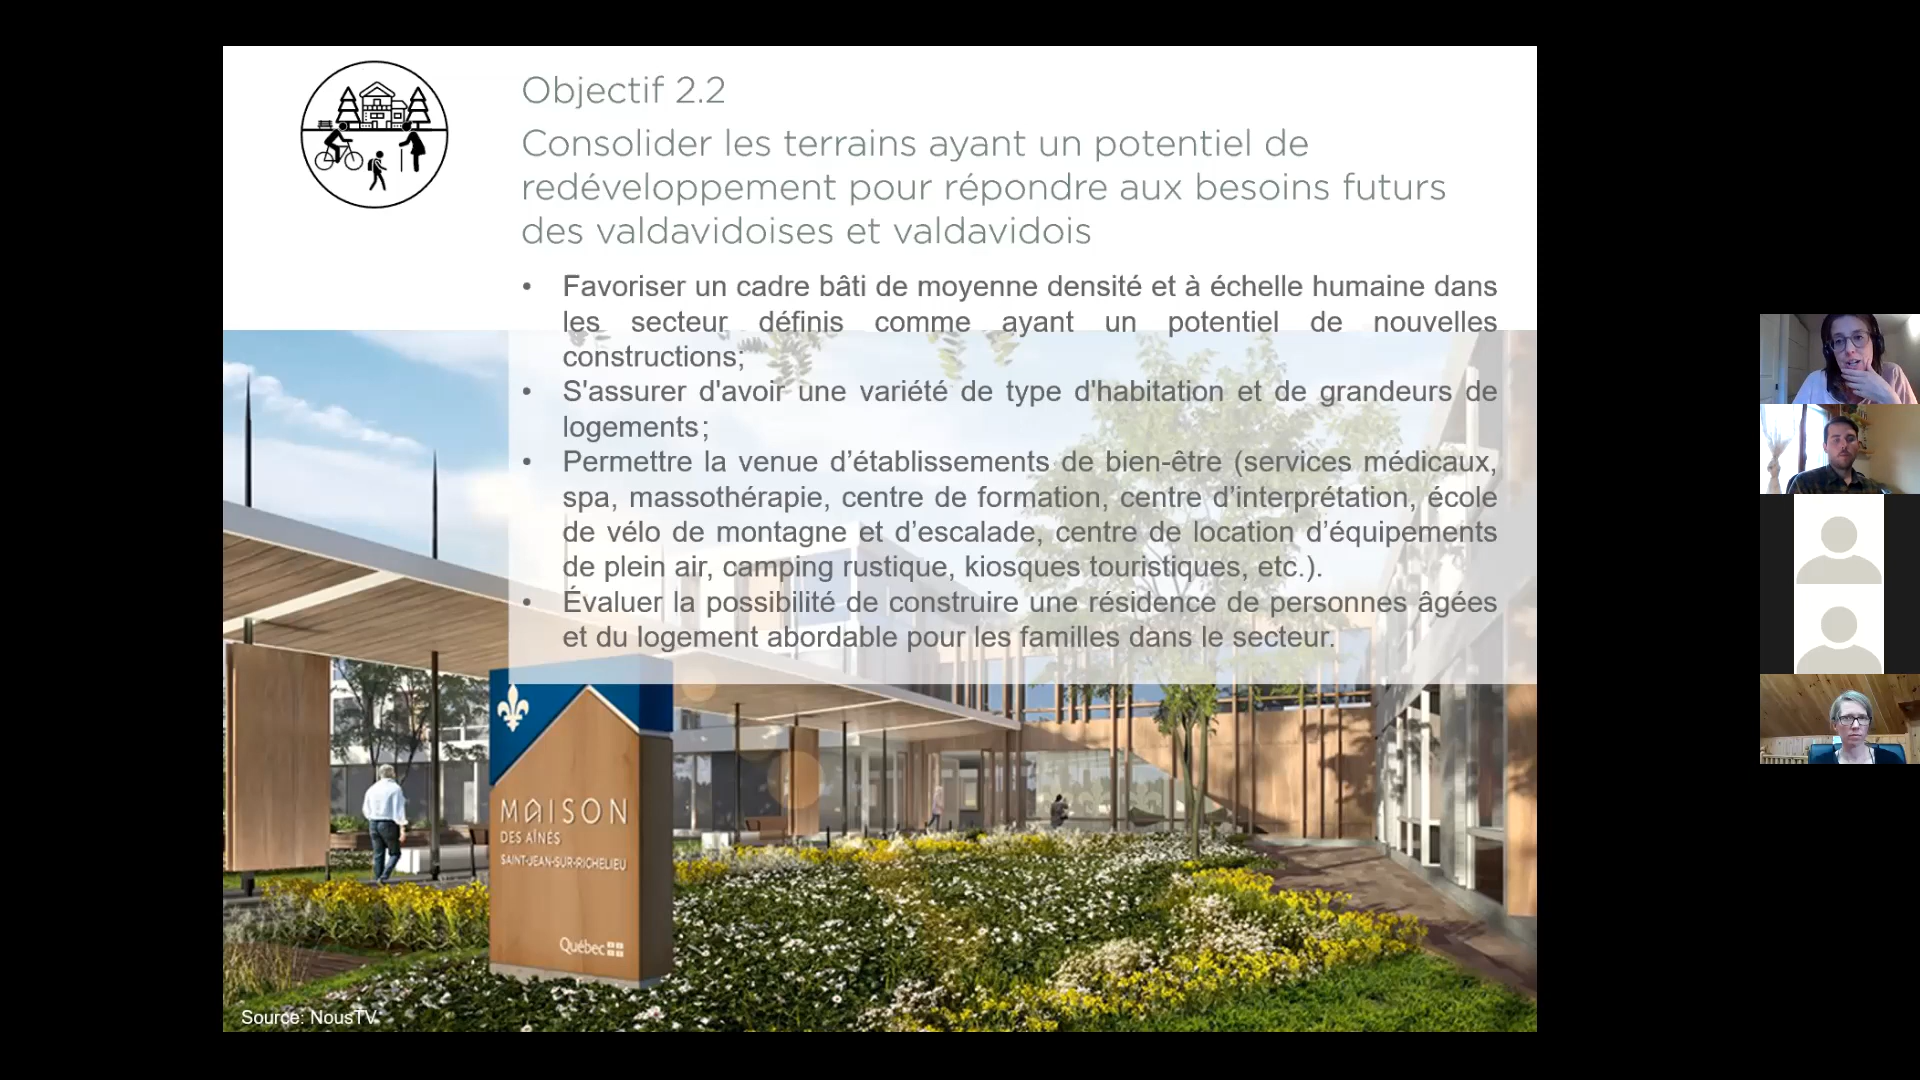 Objectif 2.2
Consolider les terrains ayant un potentiel de
redéveloppement pour répondre aux besoins futurs
des valdavidoises et valdavidois
• Favoriser un cadre bâti de moyenne densité et à échelle humaine dans
les secteur définis comme ayant un potentiel de nouvelles
constructions;
• S'assurer d'avoir une variété de type d'habitation et de grandeurs de
logements;
• Permettre la venue d’établissements de bien-être (services médicaux,
spa, massothérapie, centre de formation, centre d’interprétation, école
de vélo de montagne et d’escalade, centre de location d’équipements
de plein air, camping rustique, kiosques touristiques, etc.).
• Évaluer la possibilité de construire une résidence de personnes âgées
et du logement abordable pour les familles dans le secteur.
MAISON
DES AÎNÉS
SAINT-JEAN-SUR-RICHELIEU
Québec
Source: NousTV